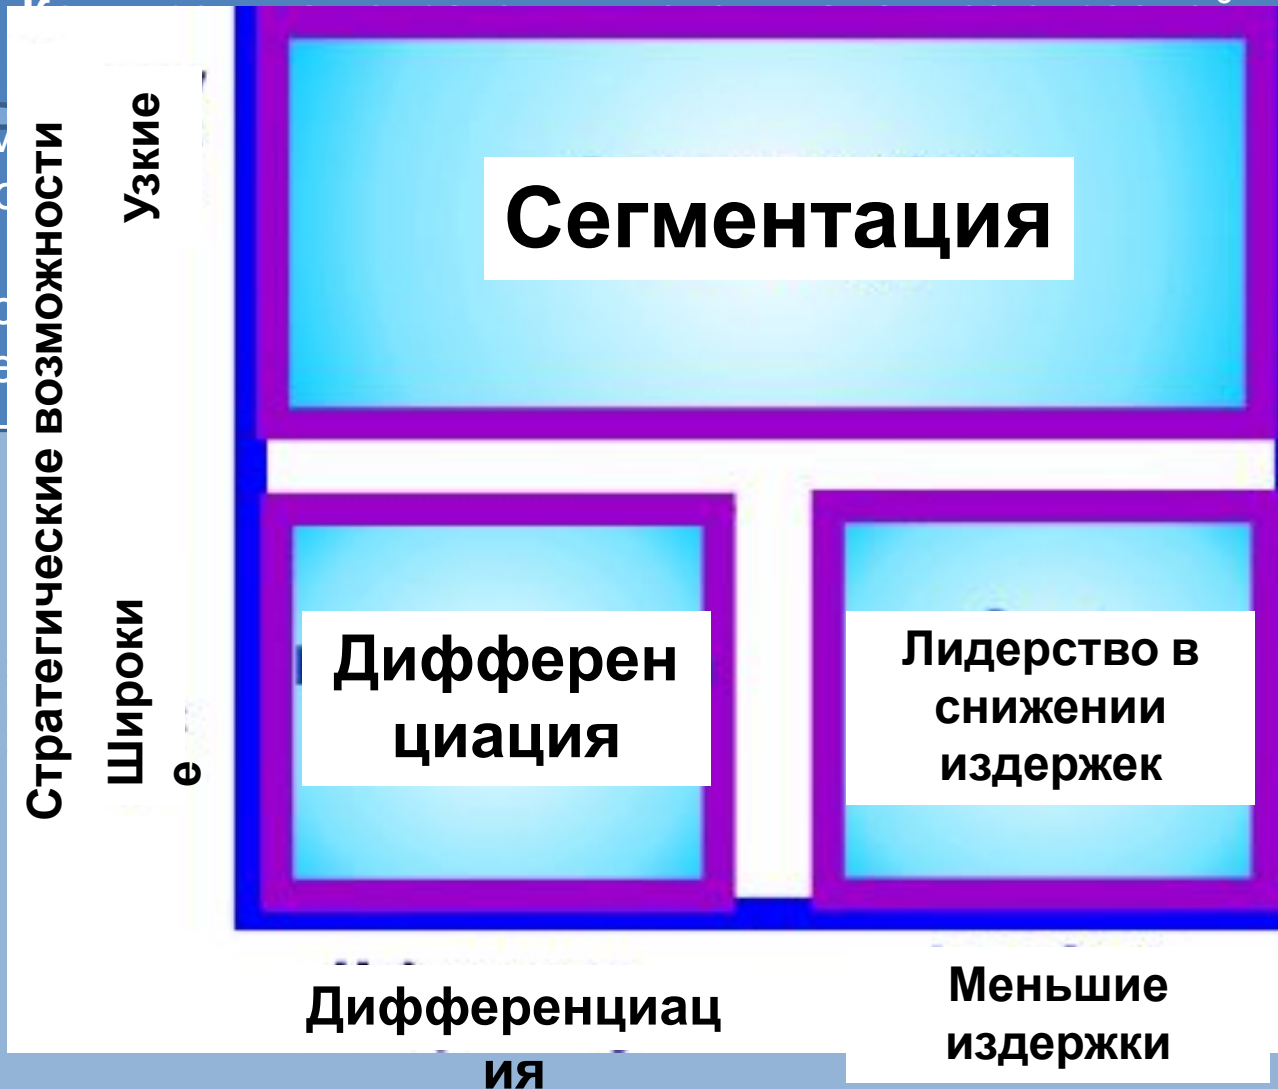 Стратегические возможности
Узкие
Сегментация
Широки
е
Дифферен
циация
Лидерство в
снижении
издержек
Дифференциац
ия
Меньшие
издержки